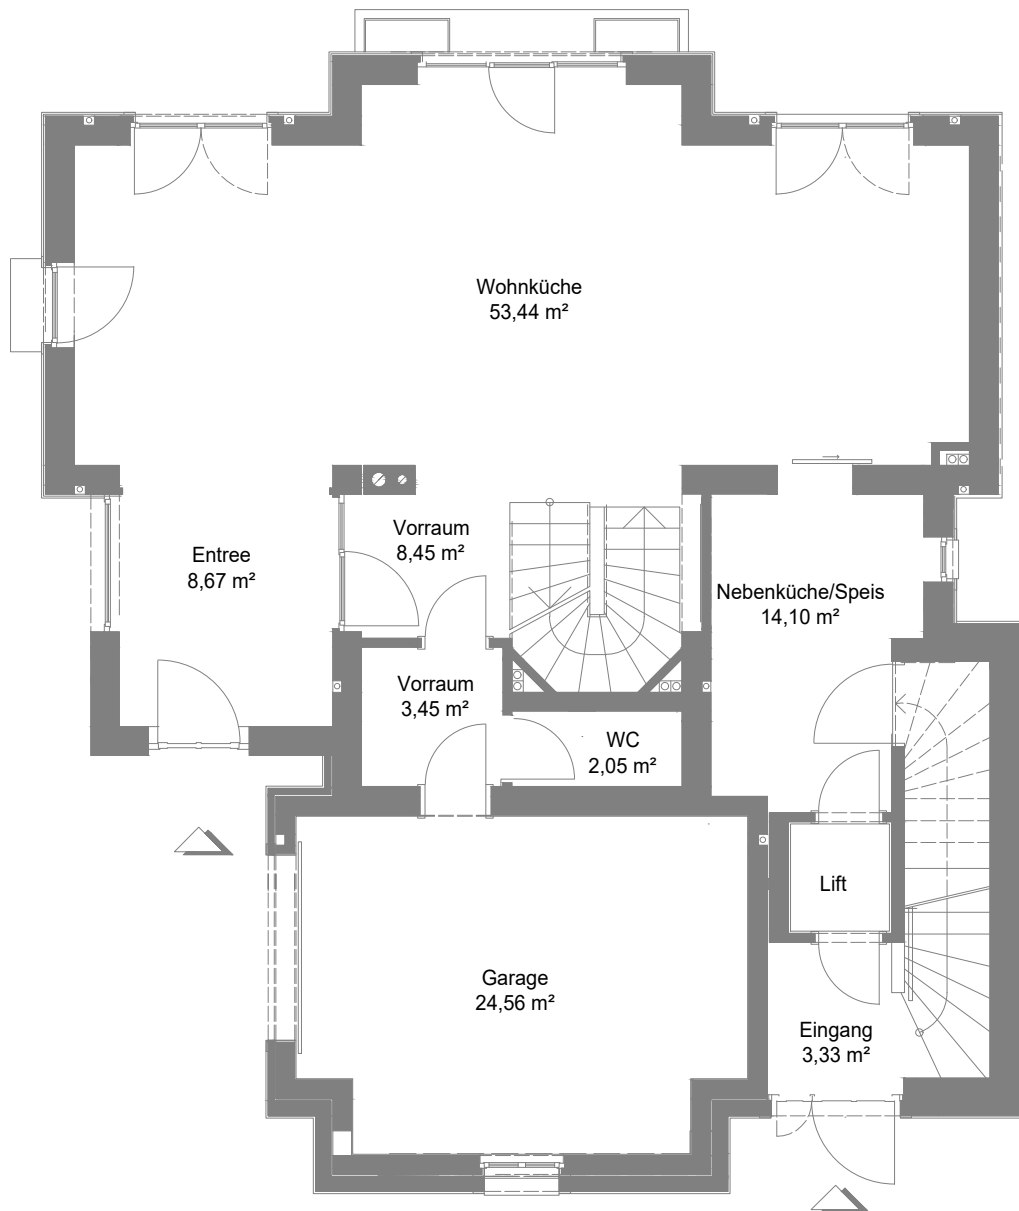 Wohnküche
53,44 m²
Vorraum
8,45 m²
Entree
8,67 m²
Nebenküche/Speis
14,10 m²
Vorraum
3,45 m²
WC
2,05 m²
Lift
Garage
24,56 m²
Eingang
3,33 m²